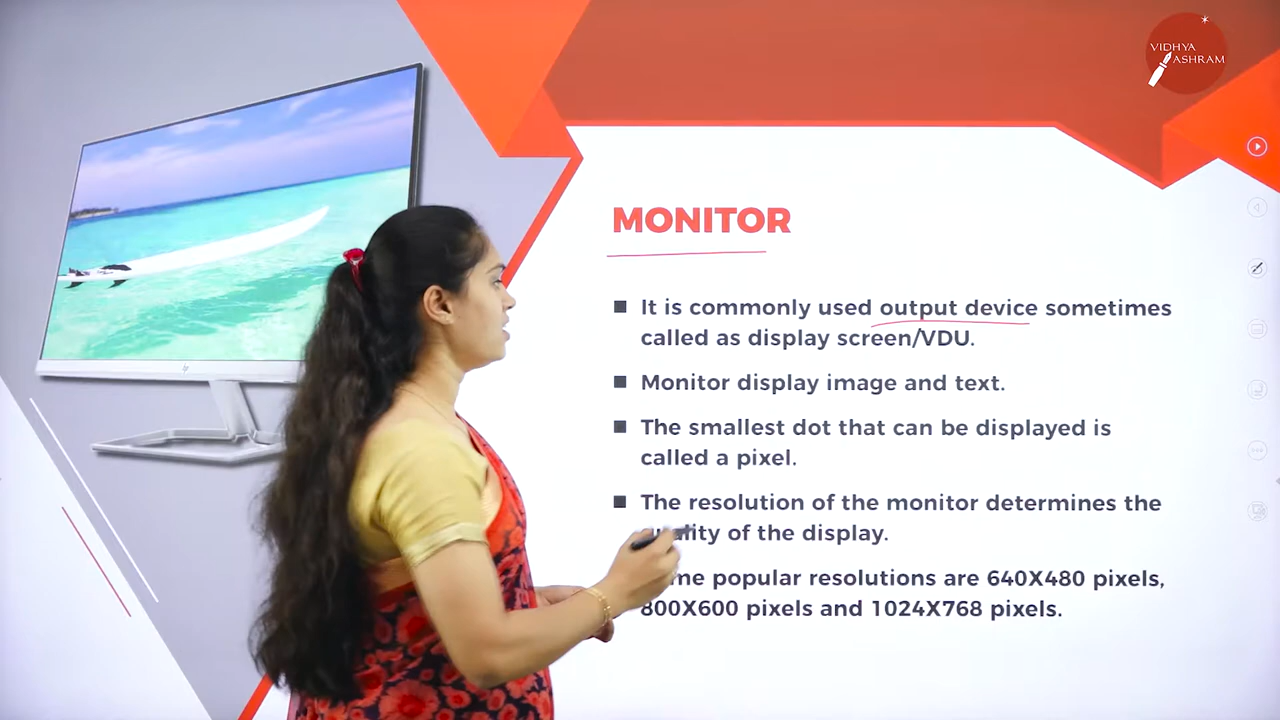 VIDHYA
ASHRAM
MONITOR
It is commonly used output device sometimes
called as display screen/VDU.
Monitor display image and text.
The smallest dot that can be displayed is
called a pixel.
The resolution of the monitor determines the
quality of the display.
popular resolutions are 640X480 pixels,
800X600 pixels and 1024X768 pixels.
hp